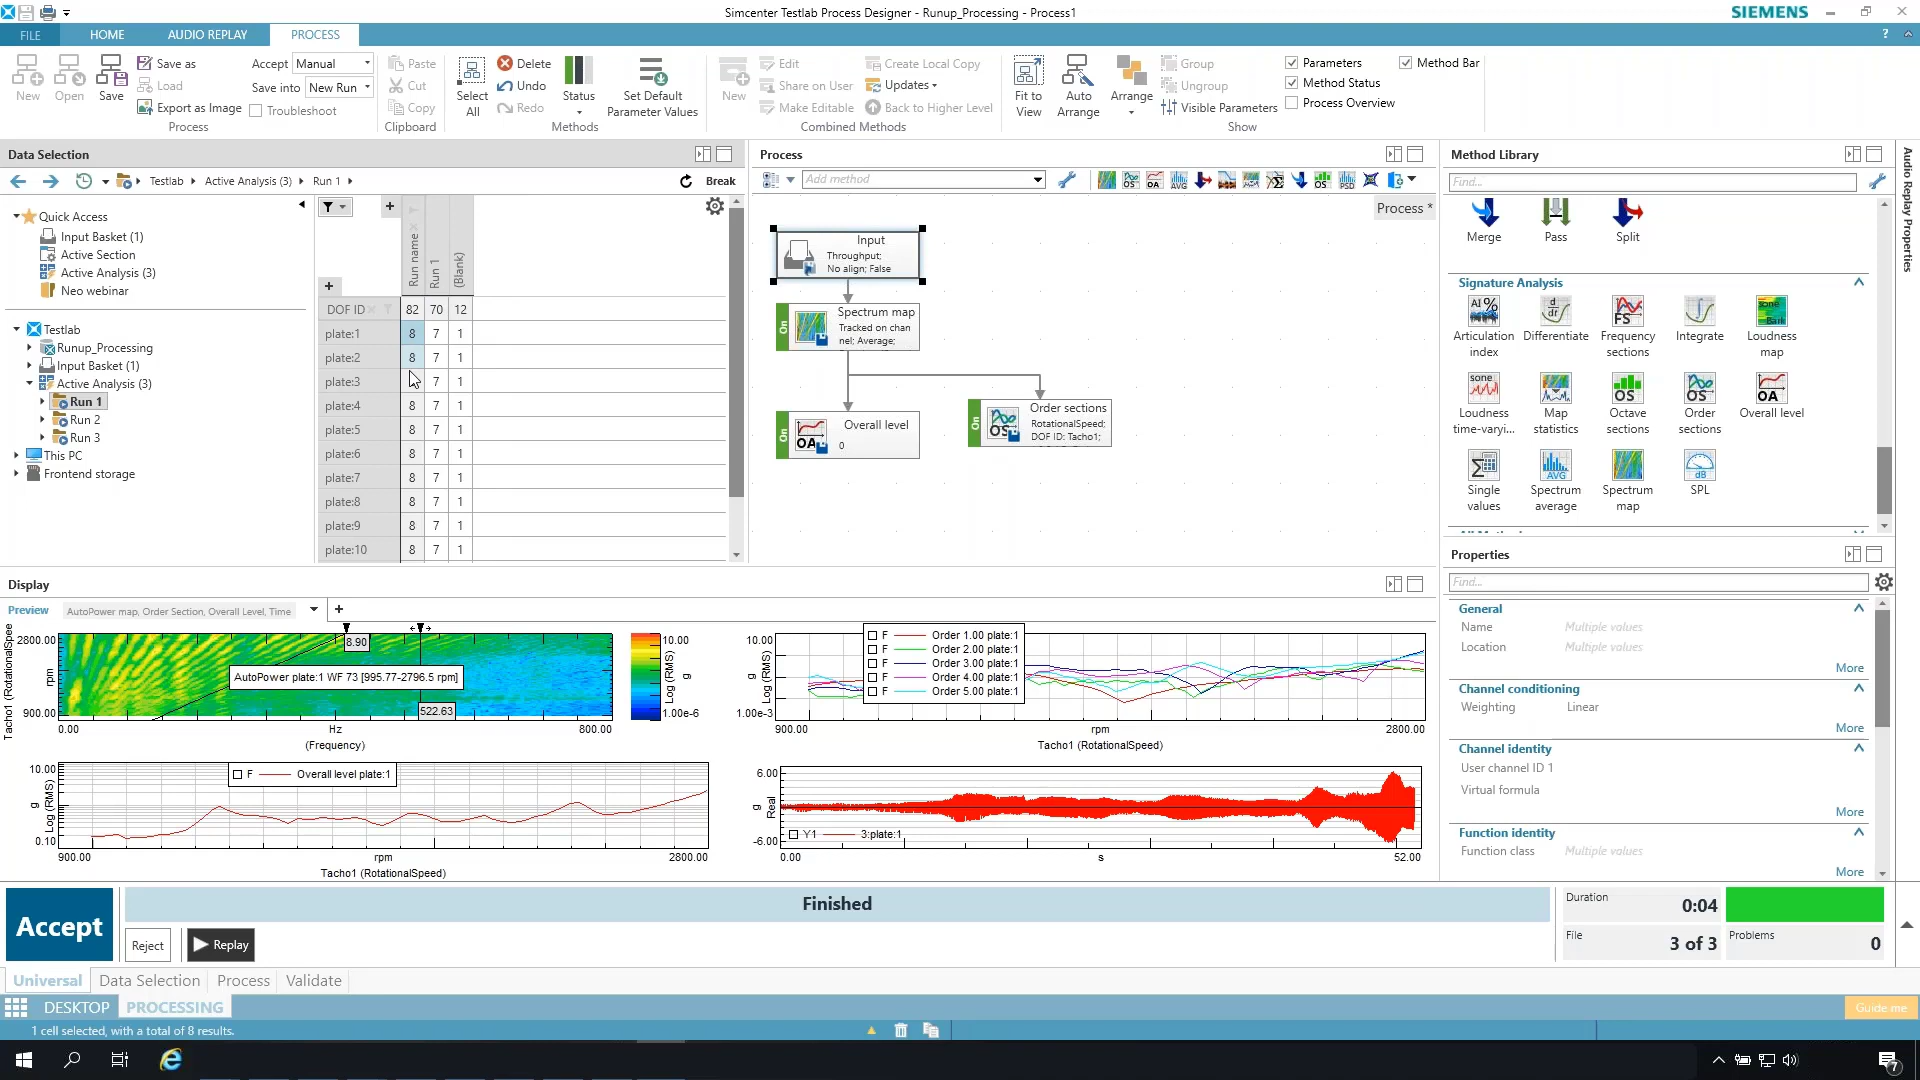 Simcenter Testlab Process Designer - Runup_Processing - Process1
SIEMENS
FILE
HOME
AUDIO REPLAY
PROCESS
?
New
Open
Save
Save as
Load
Export as Image
Accept
Manual
Save into
New Run
Troubleshoot
Process
Paste
Cut
Copy
Clipboard
Select All
Delete
Undo
Redo
Status
Set Default Parameter Values
Methods
New
Edit
Share on User
Make Editable
Create Local Copy
Updates
Back to Higher Level
Combined Methods
Fit to View
Auto Arrange
Arrange
Group
Ungroup
Visible Parameters
Parameters
Method Status
Process Overview
Method Bar
Show
Data Selection
Testlab
Active Analysis (3)
Run 1
Break
Quick Access
Input Basket (1)
Active Section
Active Analysis (3)
Neo webinar
Testlab
Runup_Processing
Input Basket (1)
Active Analysis (3)
Run 1
Run 2
Run 3
This PC
Frontend storage
+
+
Run name
Run 1
(Blank)
DOF ID 82 70 12
plate:1 8 7 1
plate:2 8 7 1
plate:3 7 1
plate:4 8 7 1
plate:5 8 7 1
plate:6 8 7 1
plate:7 8 7 1
plate:8 8 7 1
plate:9 8 7 1
plate:10 8 7 1
Process
Add method
Process *
Input
Throughput;
No align; False
On
Spectrum map
Tracked on chan
nel; Average;
On
Overall level
0
On
Order sections
RotationalSpeed;
DOF ID: Tacho1;
Method Library
Find...
Merge
Pass
Split
Signature Analysis
Articulation index
Differentiate
Frequency sections
Integrate
Loudness map
Loudness time-varyi...
Map statistics
Octave sections
Order sections
Overall level
Single values
Spectrum average
Spectrum map
SPL
Audio Replay Properties
Properties
Find...
General
Name Multiple values
Location Multiple values
More
Channel conditioning
Weighting Linear
More
Channel identity
User channel ID 1
Virtual formula
More
Function identity
Function class Multiple values
More
Display
Preview
AutoPower map, Order Section, Overall Level, Time
+
Tacho1 (RotationalSpee
rpm
2800.00
900.00
8.90
AutoPower plate:1 WF 73 [995.77-2796.5 rpm]
522.63
0.00
Hz
800.00
(Frequency)
10.00
1.00e-6
Log (RMS)
g
10.00
1.00e-3
g
Log (RMS)
F Order 1.00 plate:1
F Order 2.00 plate:1
F Order 3.00 plate:1
F Order 4.00 plate:1
F Order 5.00 plate:1
900.00
rpm
2800.00
Tacho1 (RotationalSpeed)
10.00
0.10
g
Log (RMS)
F Overall level plate:1
900.00
rpm
2800.00
Tacho1 (RotationalSpeed)
6.00
-6.00
g
Real
Y1 3:plate:1
0.00
s
52.00
Accept
Finished
Reject
Replay
Duration 0:04
File 3 of 3
Problems 0
Universal
Data Selection
Process
Validate
DESKTOP
PROCESSING
Guide me
1 cell selected, with a total of 8 results.
7